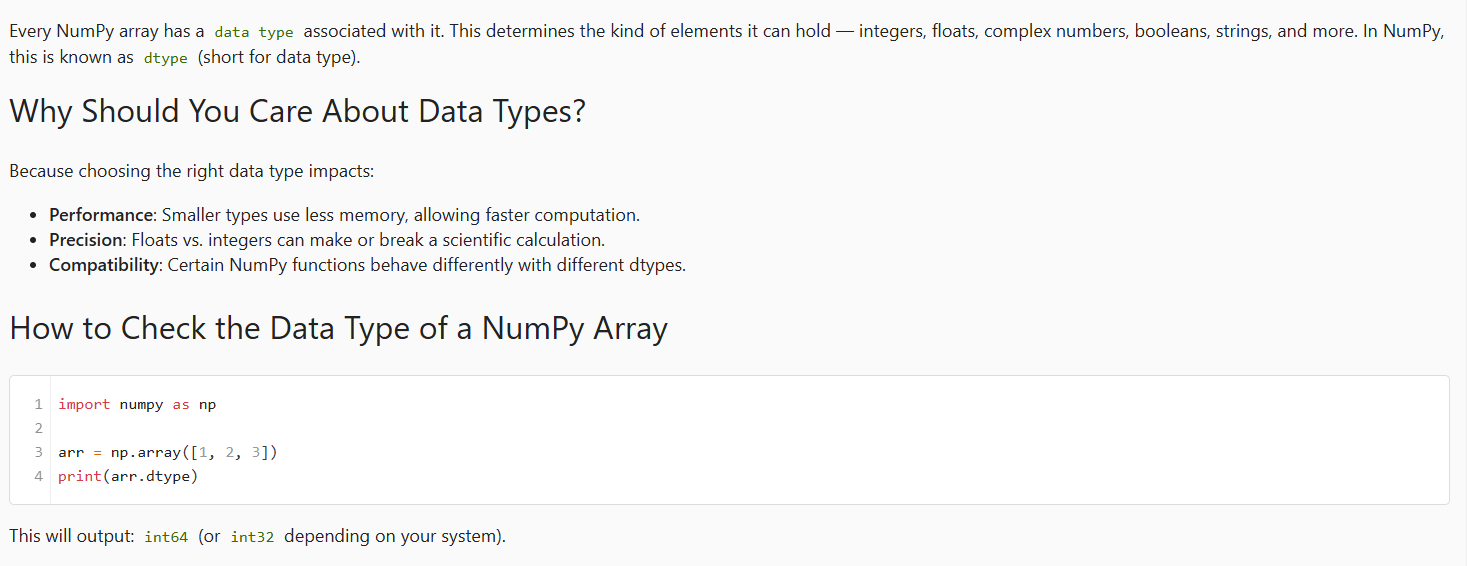 Every NumPy array has a data type associated with it. This determines the kind of elements it can hold — integers, floats, complex numbers, booleans, strings, and more. In NumPy,
this is known as dtype (short for data type).
Why Should You Care About Data Types?
Because choosing the right data type impacts:
• Performance: Smaller types use less memory, allowing faster computation.
• Precision: Floats vs. integers can make or break a scientific calculation.
• Compatibility: Certain NumPy functions behave differently with different dtypes.
How to Check the Data Type of a NumPy Array
1 import numpy as np
2
3 arr = np.array([1, 2, 3])
4 print(arr.dtype)
This will output: int64 (or int32 depending on your system).